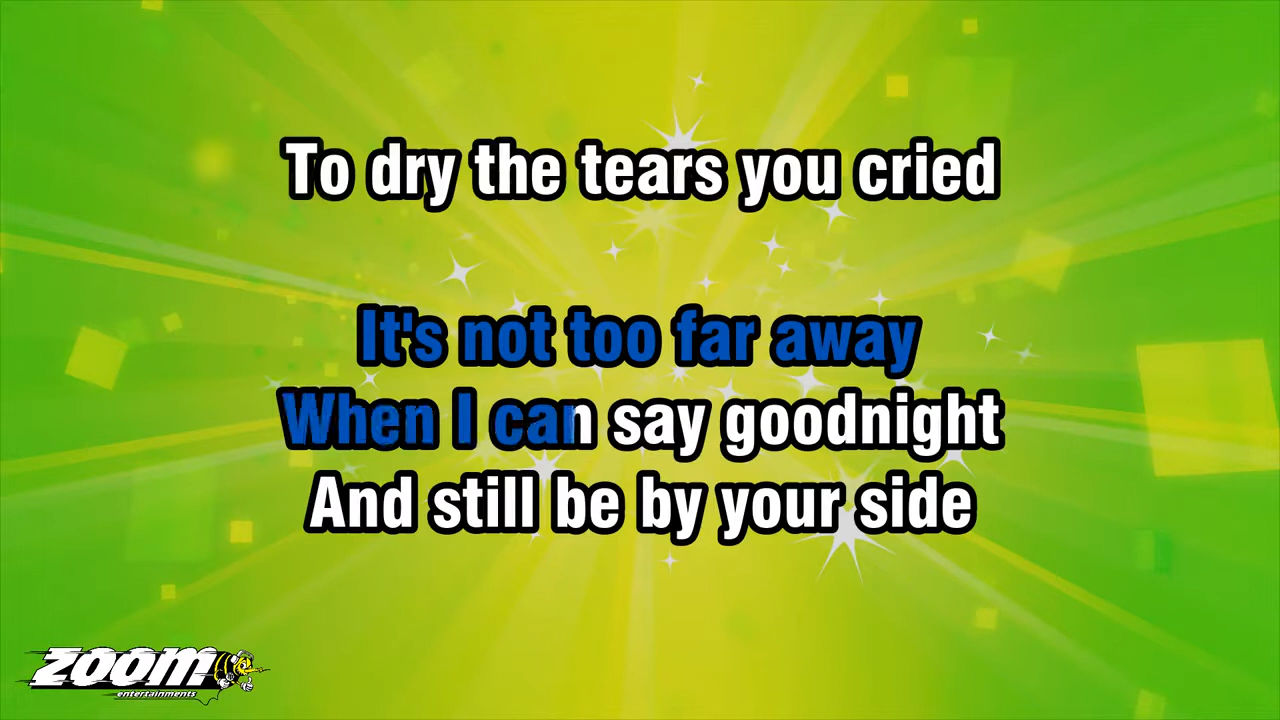 To dry the tears you cried
It's not too far away
When I can say goodnight
And still be by your side
ZOOM
entertainments